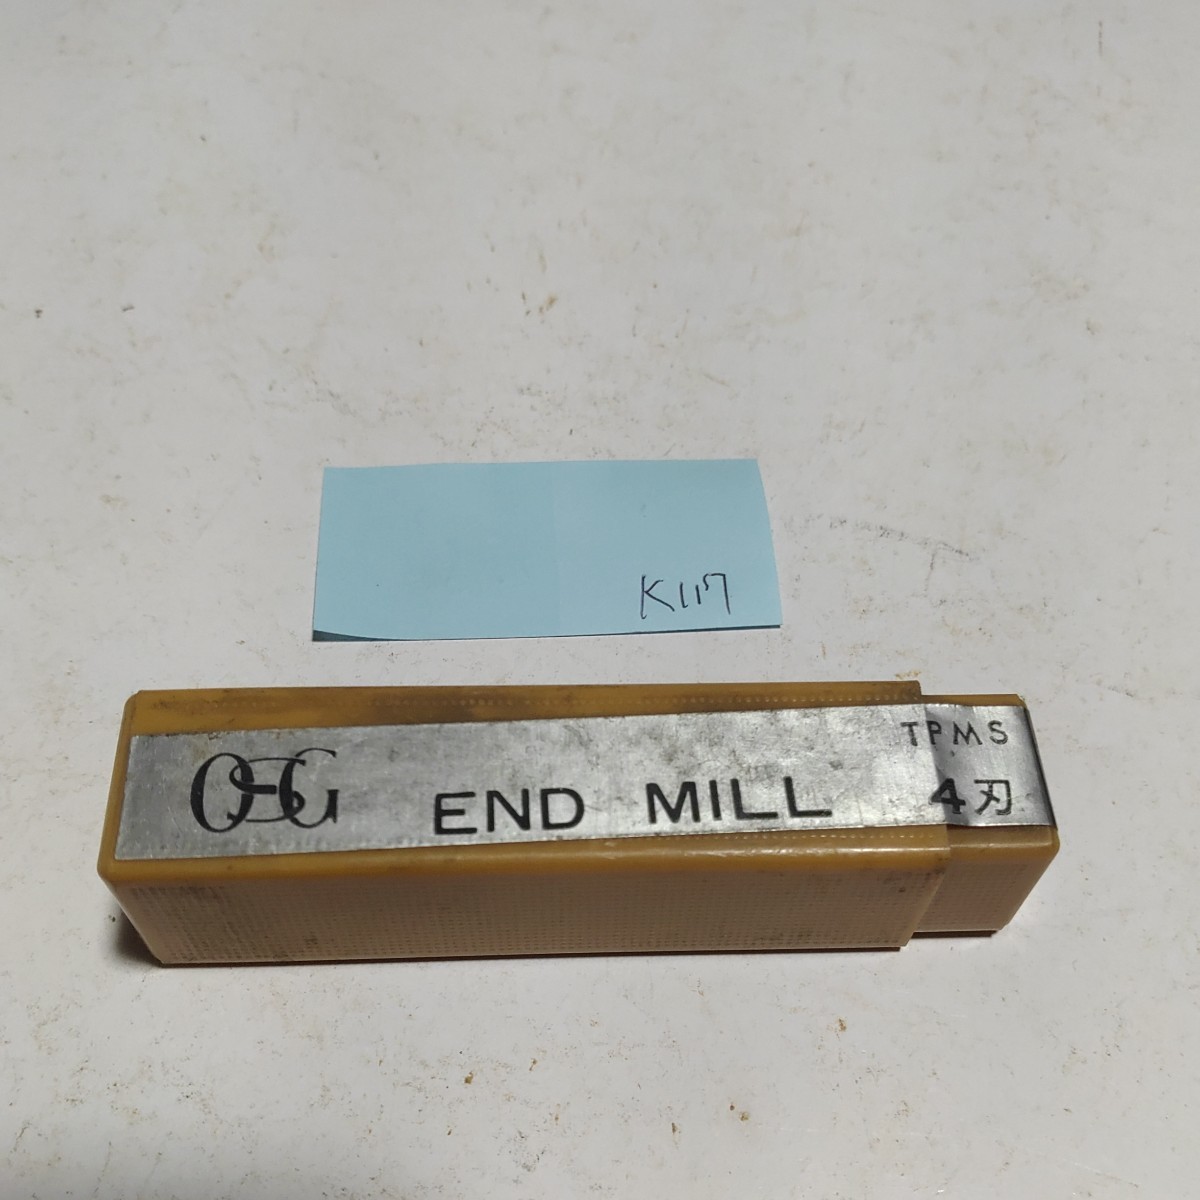 K117
OSG END MILL TPMS
4刃